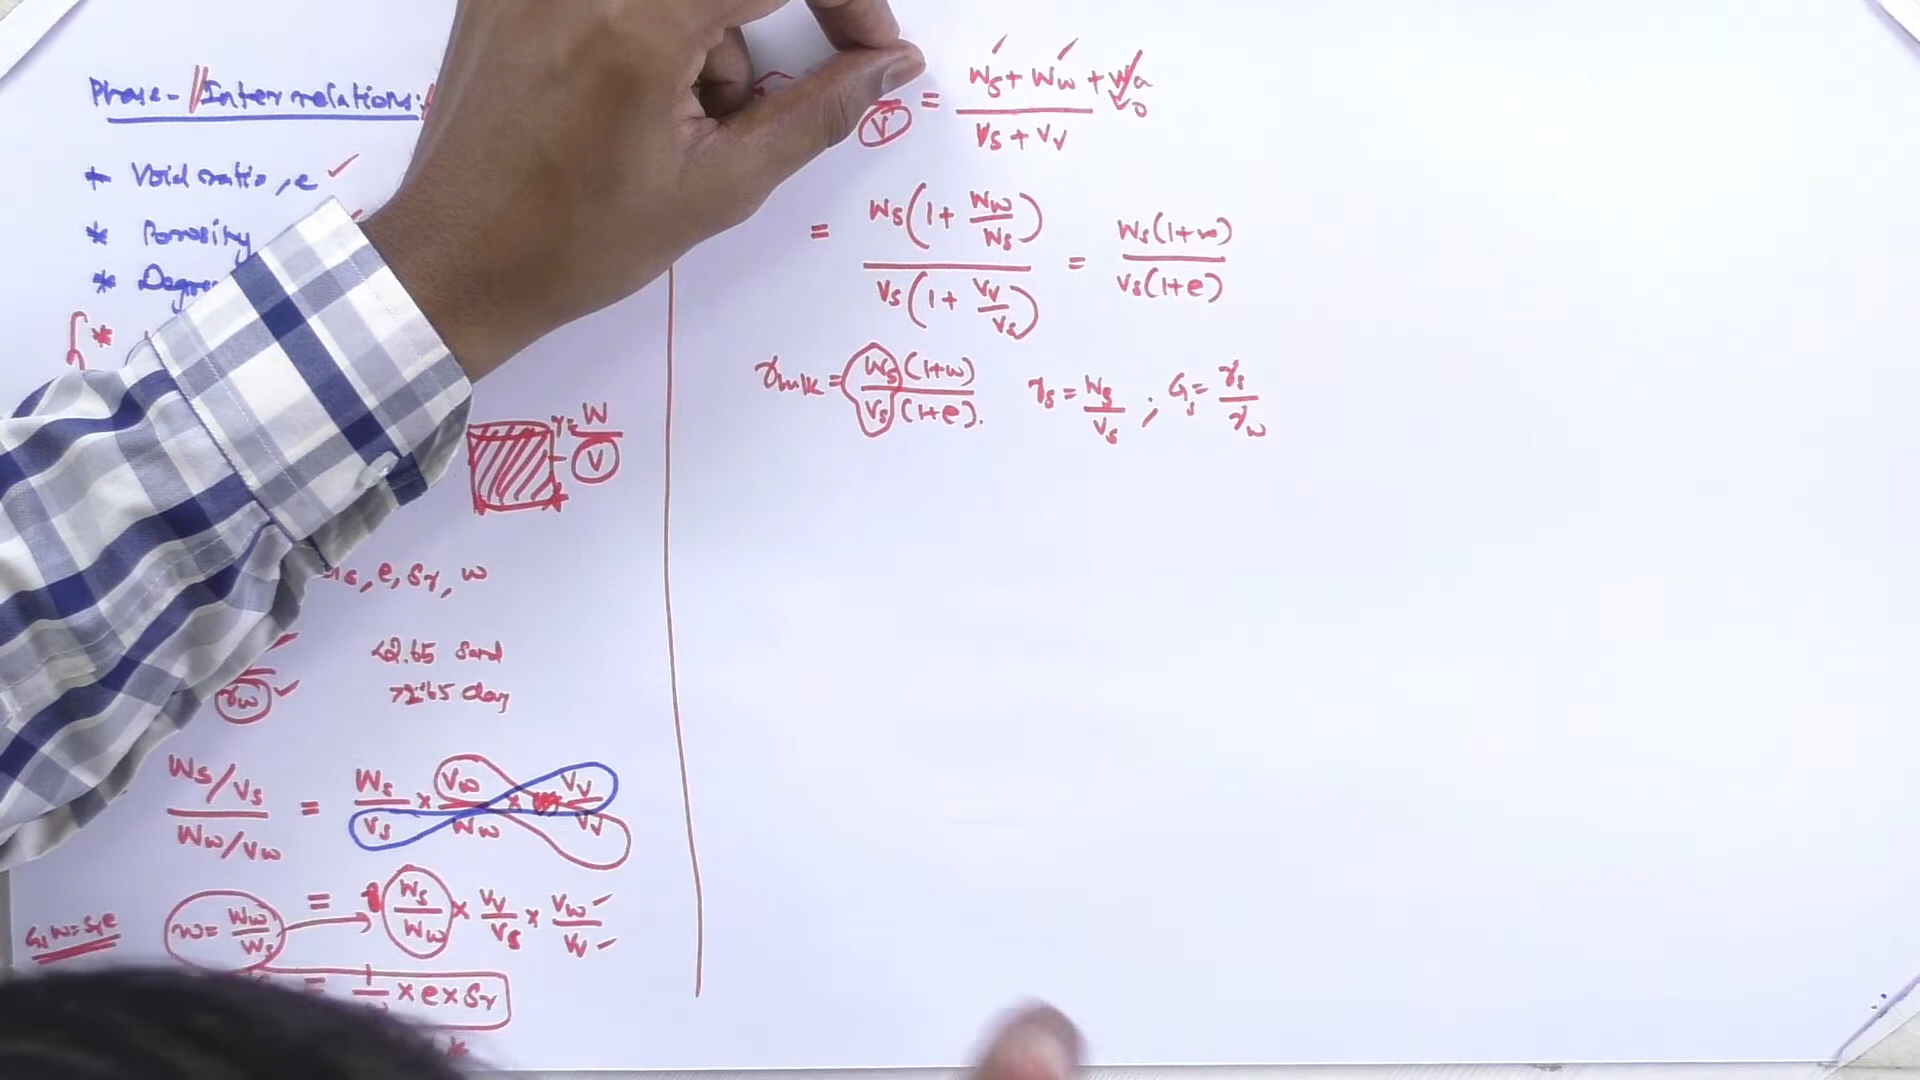 Phase - Inter relations:
* Void ratio, e ✓
* Porosity
*
γ = W / V
e, Sr, w
<2.65 Sand
>2.65 clay
γw ✓
Ws/Vs / Ww/Vw = Ws/Vs × Vw/Ww × Vv/Vv
w = Ww/Ws = Ws/Ww × Vv/Vs × Vw/Vv
Gs w = Sr e
= × e × Sr
V = Ws + Ww + Wa / Vs + Vv
= Ws(1 + Ww/Ws) / Vs(1 + Vv/Vs) = Ws(1+w) / Vs(1+e)
γbulk = Ws (1+w) / Vs (1+e). γs = Ws/Vs ; Gs = γs/γw